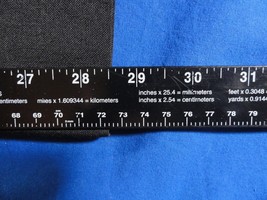 27 28 29 30 31
inches x 25.4 = millimeters feet x 0.3048
centimeters miles x 1.609344 = kilometers inches x 2.54 = centimeters yards x 0.9144
68 69 70 71 72 73 74 75 76 77 78 79